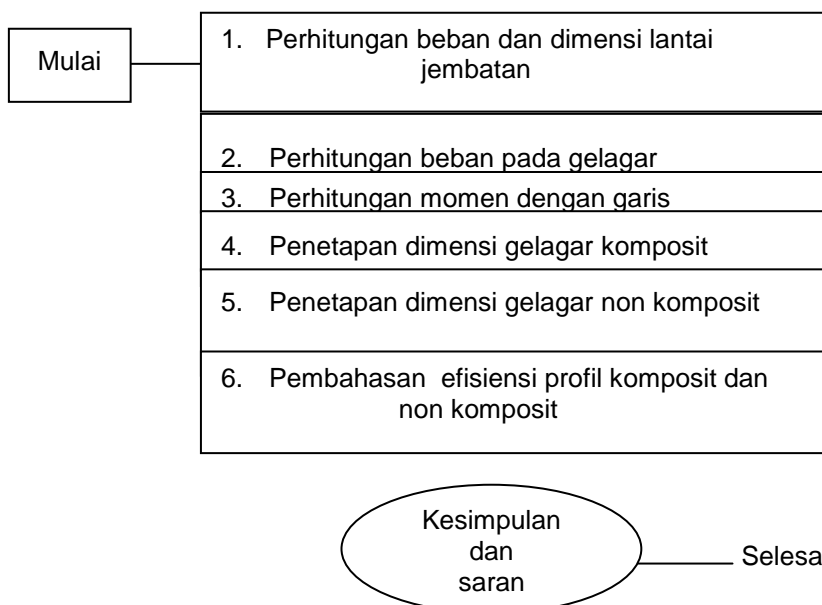 Mulai
1. Perhitungan beban dan dimensi lantai
jembatan
2. Perhitungan beban pada gelagar
3. Perhitungan momen dengan garis
4. Penetapan dimensi gelagar komposit
5. Penetapan dimensi gelagar non komposit
6. Pembahasan efisiensi profil komposit dan
non komposit
Kesimpulan
dan
saran
Selesa